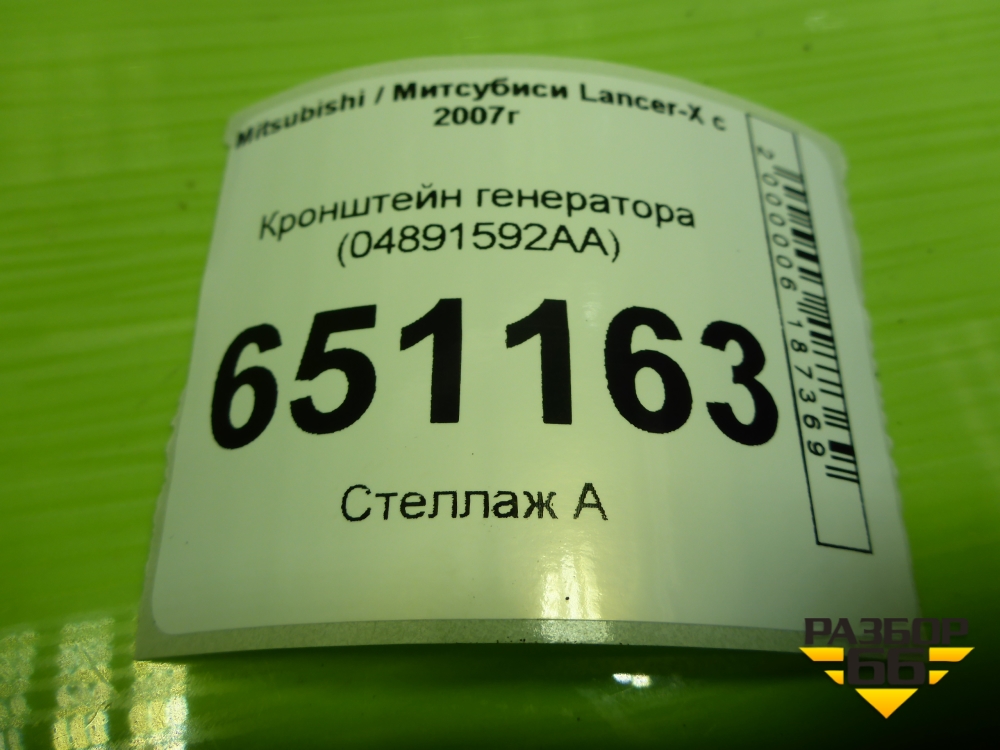 Mitsubishi / Митсубиси Lancer-X с
2007г
Кронштейн генератора
(04891592AA)
651163
Стеллаж А
2000006187369
РАЗБОР
66